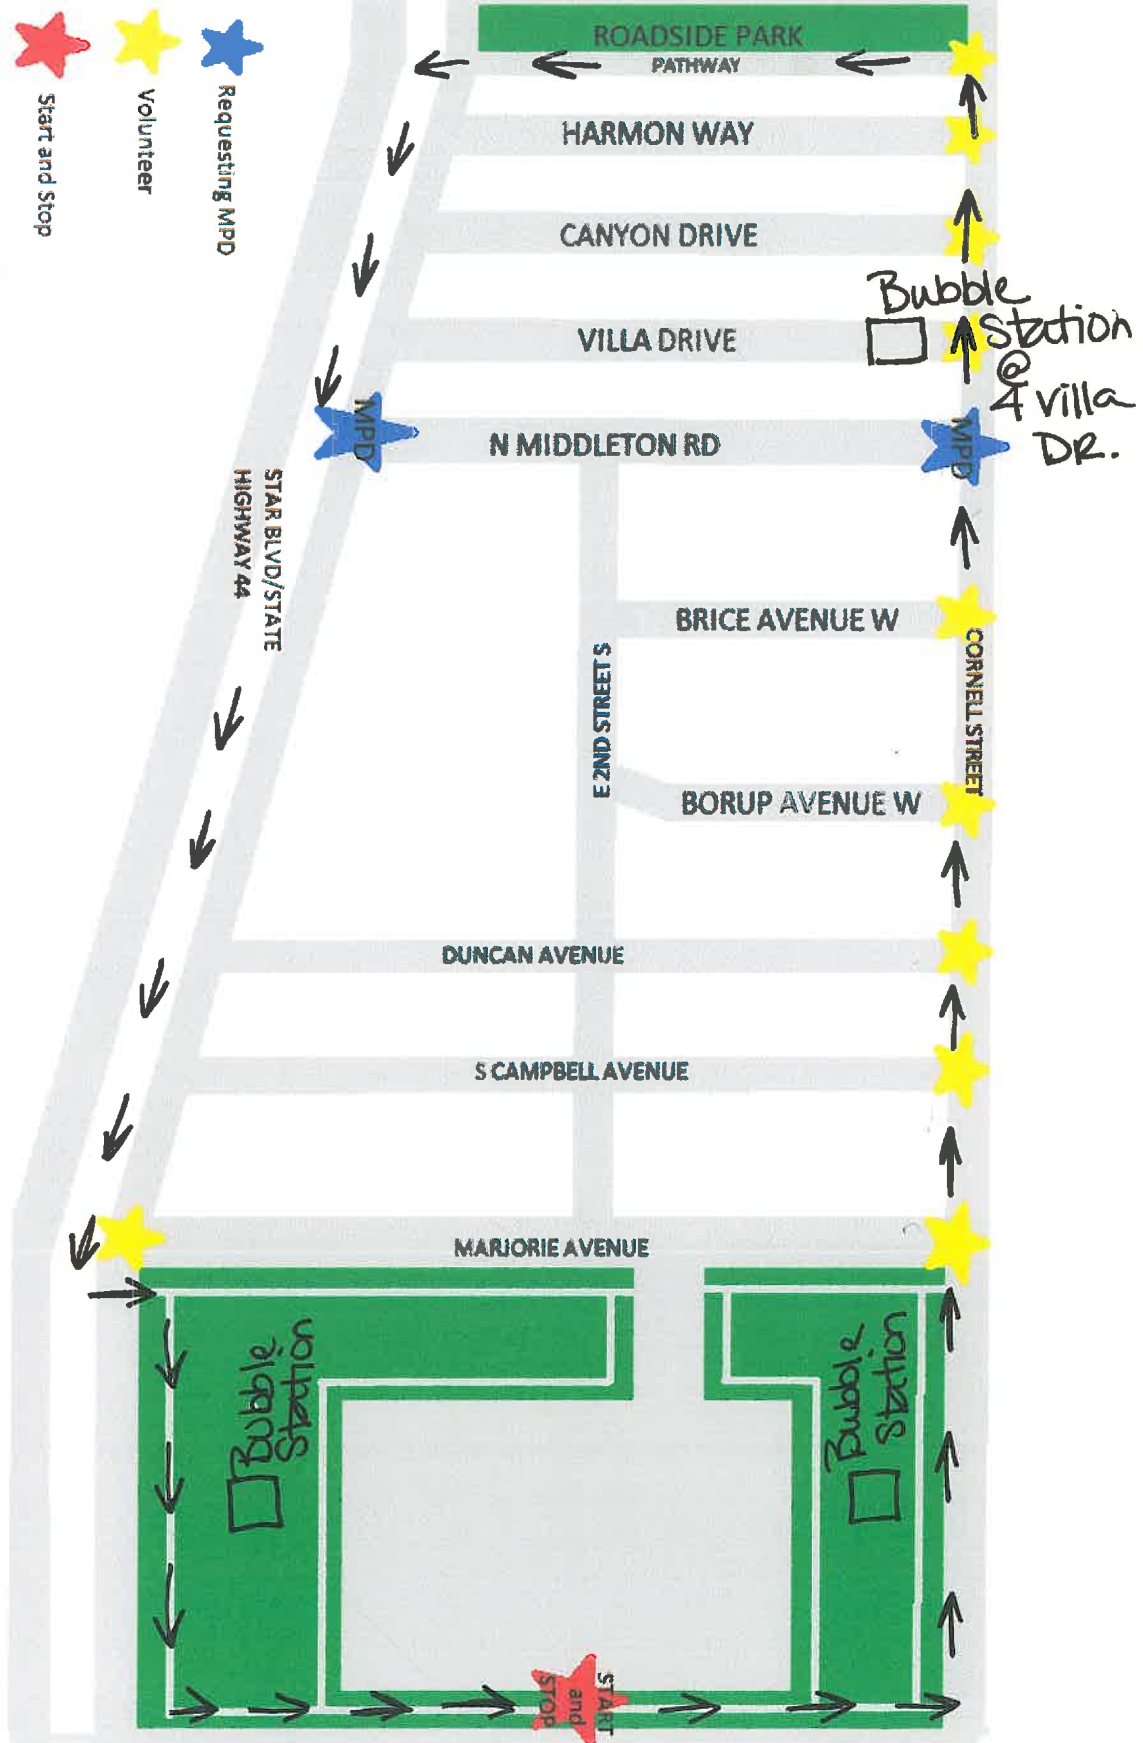 Requesting MPD
Volunteer
Start and Stop
ROADSIDE PARK
PATHWAY
HARMON WAY
CANYON DRIVE
Bubble
Station
@
VILLA DRIVE
Villa
DR.
MPD
N MIDDLETON RD
MPD
STAR BLVD/STATE
HIGHWAY 44
BRICE AVENUE W
CORNELL STREET
E 2ND STREET S
BORUP AVENUE W
DUNCAN AVENUE
S CAMPBELL AVENUE
MARJORIE AVENUE
Bubble
Station
Bubble
Station
START
and
STOP